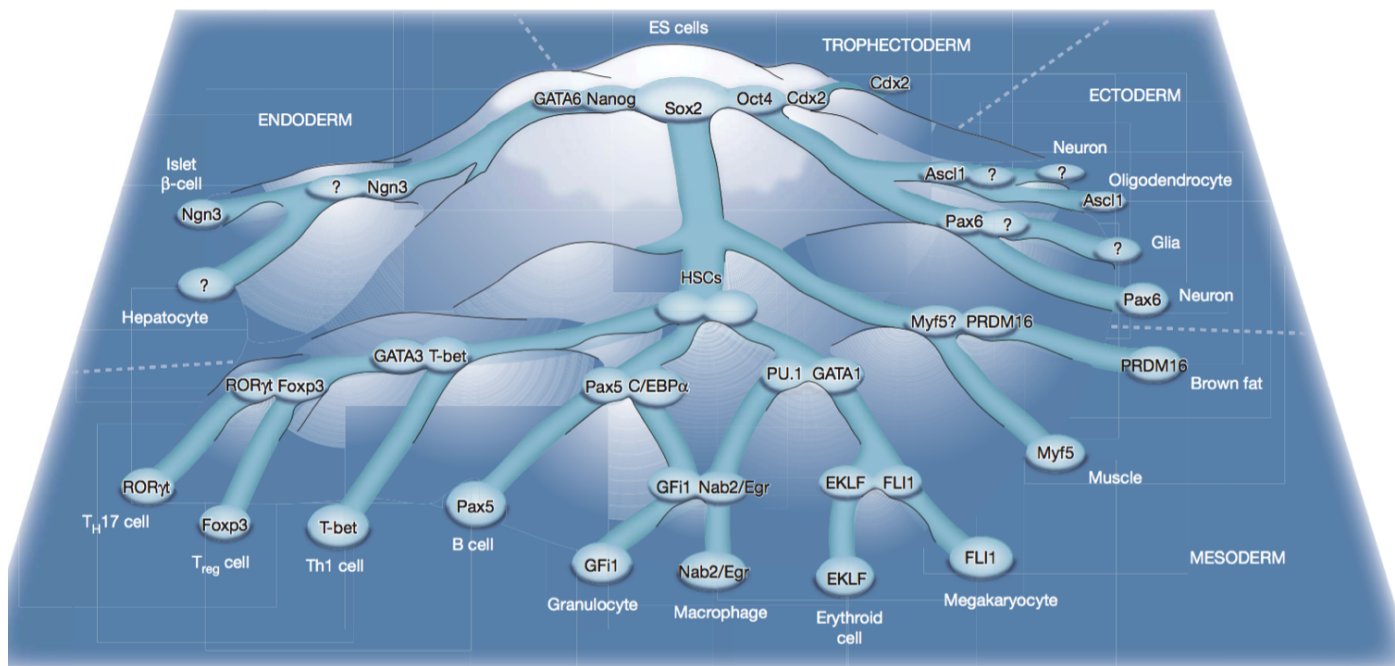 ES cells
TROPHECTODERM
Cdx2
GATA6 Nanog Sox2 Oct4 Cdx2
ECTODERM
ENDODERM
Neuron
Islet
β-cell
? Ngn3
Ascl1 ? ?
Oligodendrocyte
Ascl1
Ngn3
Pax6 ?
? Glia
HSCs
?
Pax6 Neuron
Hepatocyte
Myf5? PRDM16
GATA3 T-bet
PRDM16
Brown fat
RORγt Foxp3
Pax5 C/EBPα
PU.1 GATA1
Myf5
Muscle
RORγt
GFi1 Nab2/Egr
EKLF FLI1
Pax5
B cell
TH17 cell
Foxp3
Treg cell
T-bet
Th1 cell
MESODERM
GFi1
Granulocyte
Nab2/Egr
Macrophage
EKLF
Erythroid
cell
FLI1
Megakaryocyte